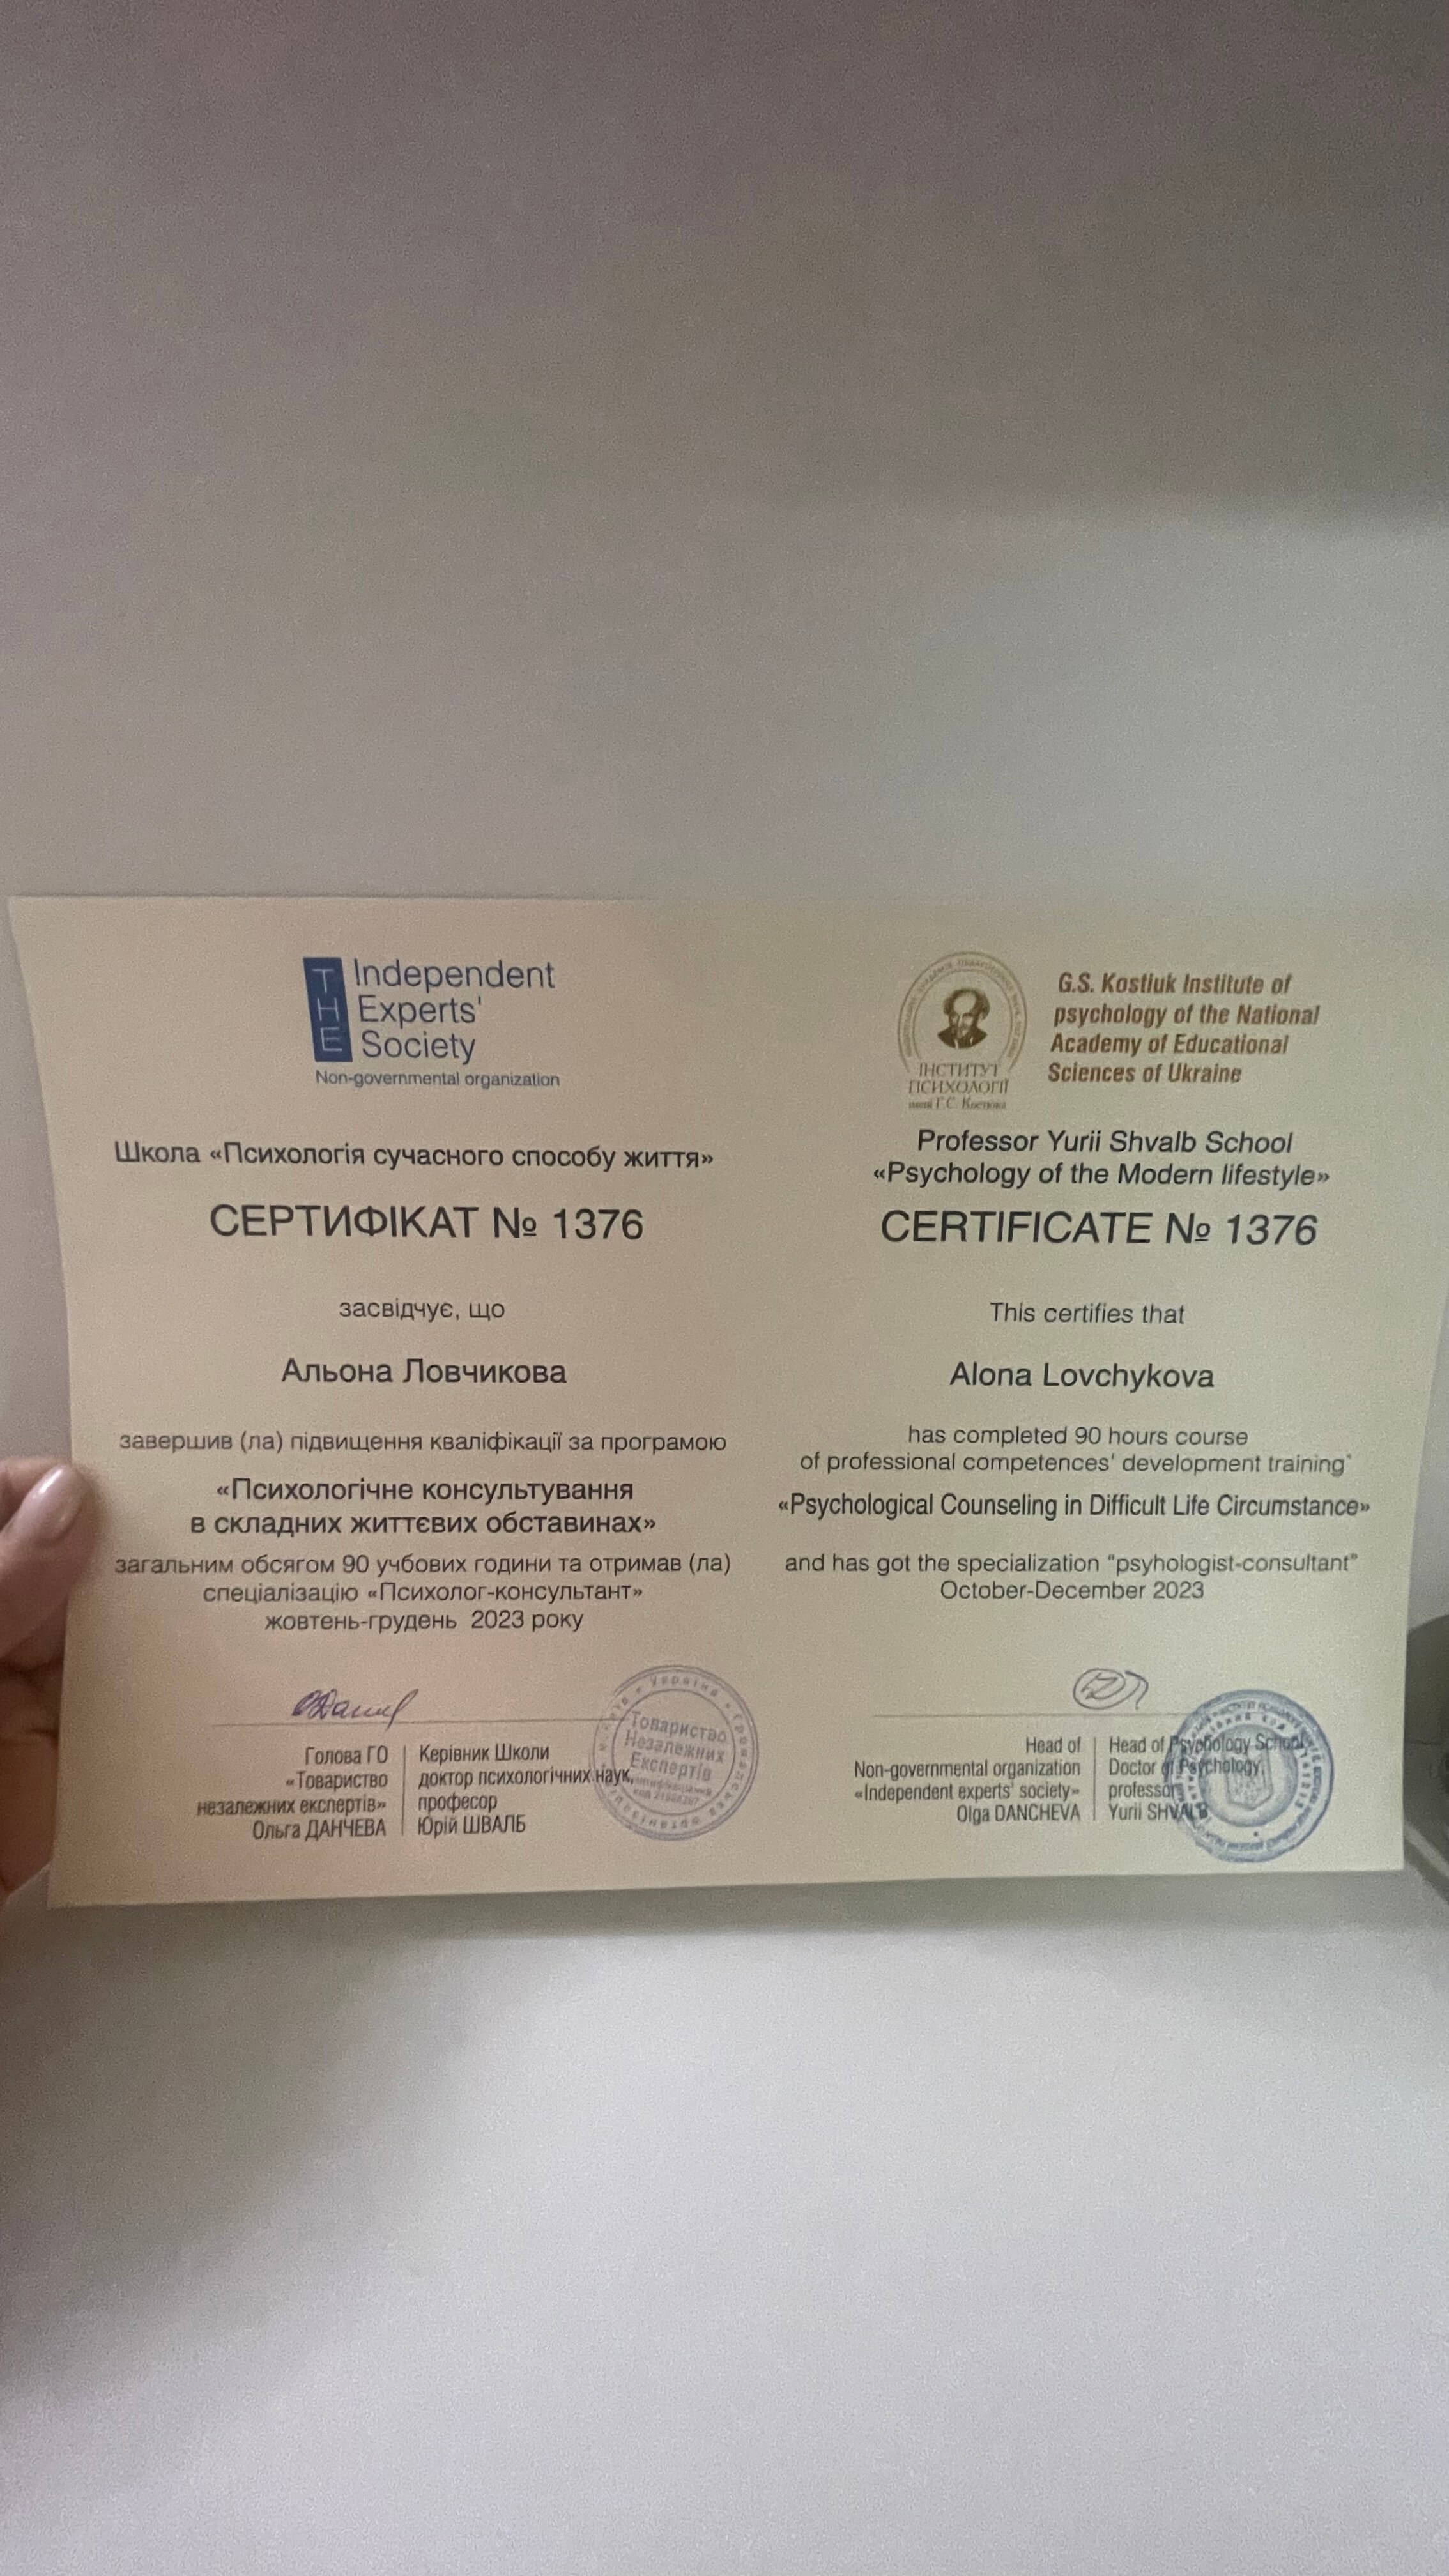 THE
Independent
Experts'
Society
Non-governmental organization
Школа «Психологія сучасного способу життя»
СЕРТИФІКАТ № 1376
засвідчує, що
Альона Ловчикова
завершив (ла) підвищення кваліфікації за програмою
«Психологічне консультування
в складних життєвих обставинах»
загальним обсягом 90 учбових години та отримав (ла)
спеціалізацію «Психолог-консультант»
жовтень-грудень 2023 року
Голова ГО
«Товариство
незалежних експертів»
Ольга ДАНЧЕВА
Керівник Школи
доктор психологічних наук,
професор
Юрій ШВАЛБ
Україна
Товариство
Незалежних
Експертів
ІНСТИТУТ
ПСИХОЛОГІЇ
імені Г.С. Костюка
G.S. Kostiuk Institute of
psychology of the National
Academy of Educational
Sciences of Ukraine
Professor Yurii Shvalb School
«Psychology of the Modern lifestyle»
CERTIFICATE № 1376
This certifies that
Alona Lovchykova
has completed 90 hours course
of professional competences' development training"
«Psychological Counseling in Difficult Life Circumstance»
and has got the specialization "psyhologist-consultant"
October-December 2023
Head of
Non-governmental organization
«Independent experts' society»
Olga DANCHEVA
Head of Psychology School,
Doctor of Psychology,
professor
Yurii SHVALB